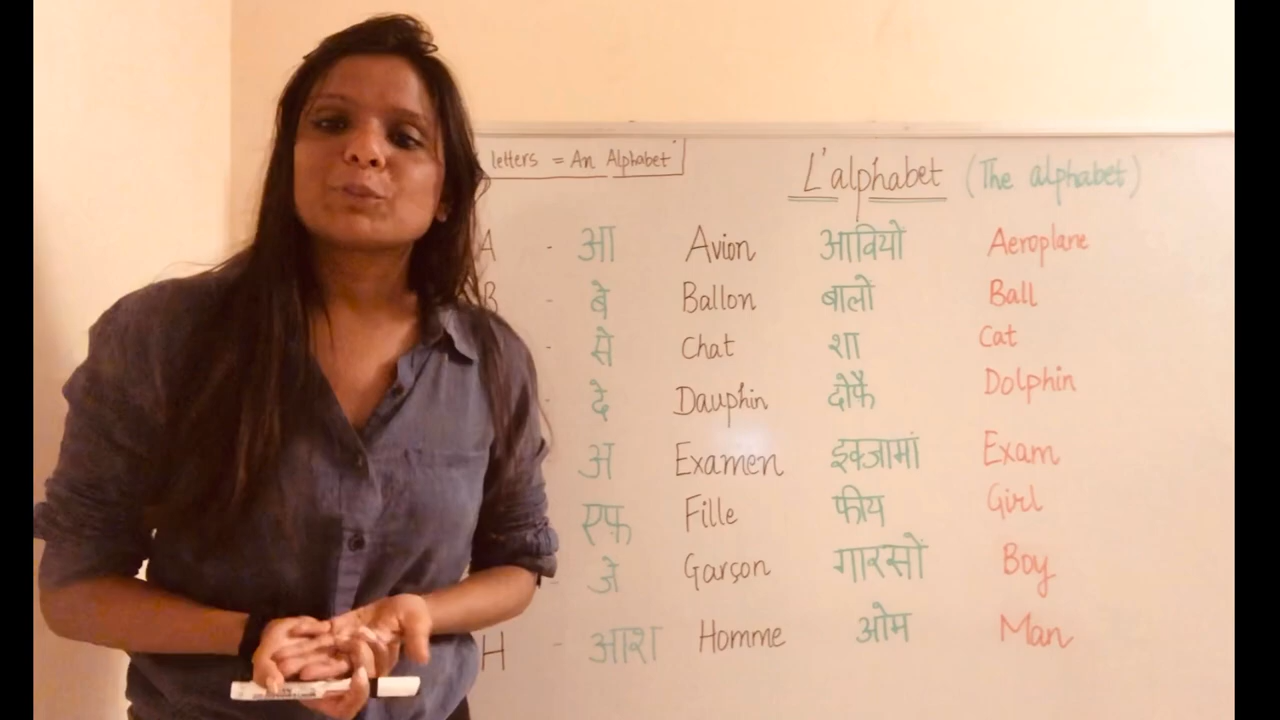 letters = An Alphabet
L'alphabet (The alphabet)
A - आ Avion आवियों Aeroplane
B - बे Ballon बालों Ball
- से Chat शा Cat
- दे Dauphin दोफैं Dolphin
अ Examen इक्जामां Exam
एफ़ Fille फीय Girl
- जे Garçon गारसों Boy
H - आश Homme ओम Man